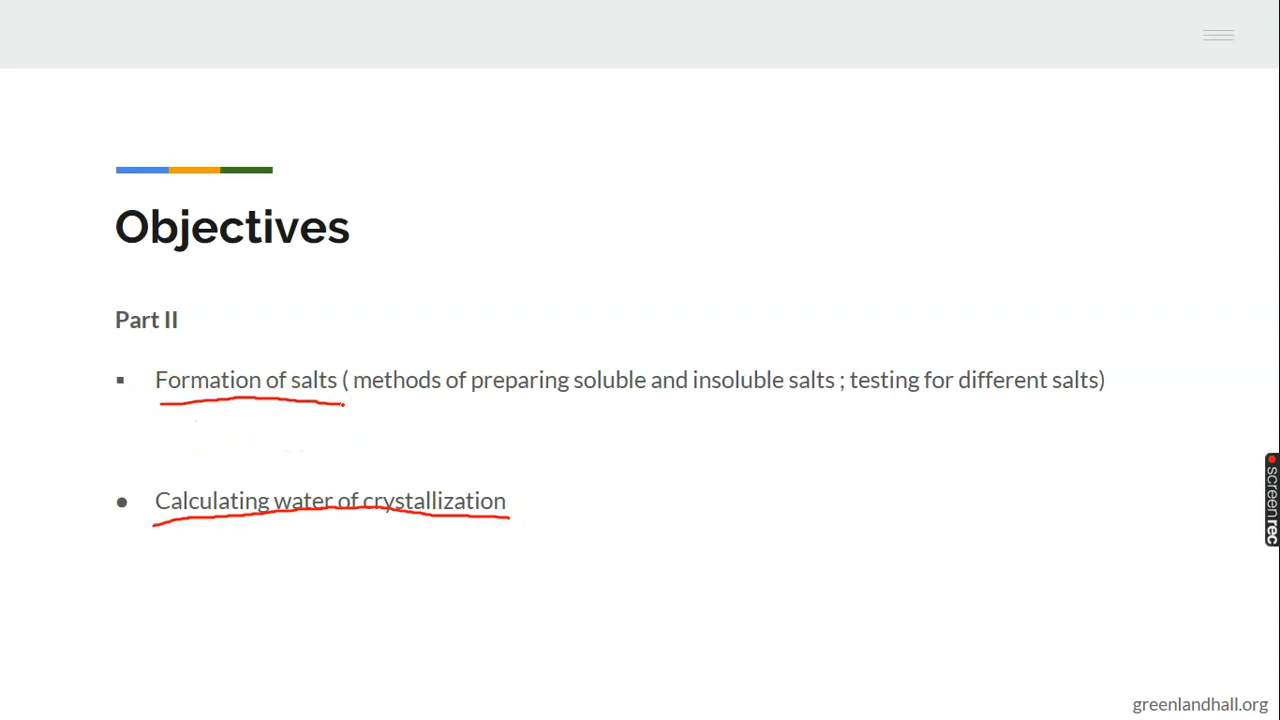 Objectives
Part II
▪ Formation of salts ( methods of preparing soluble and insoluble salts ; testing for different salts)
● Calculating water of crystallization
screenrec
greenlandhall.org